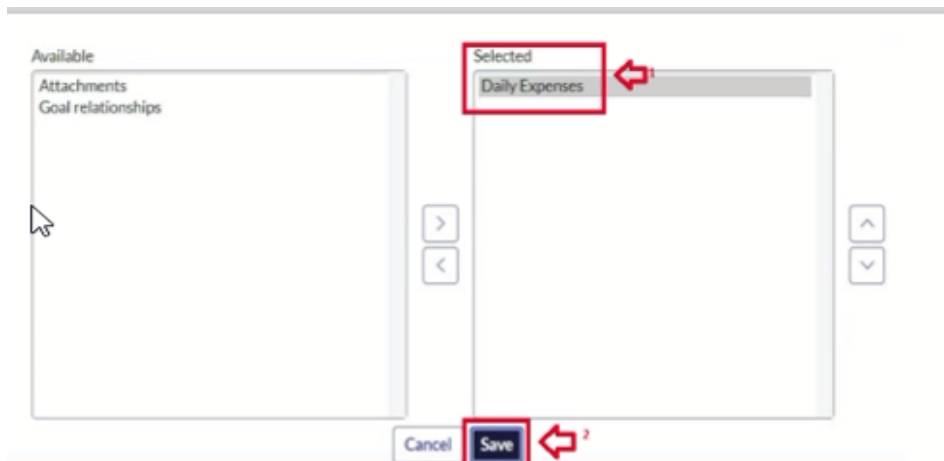 Available
Attachments
Goal relationships
Selected
Daily Expenses
1
Cancel
Save
2